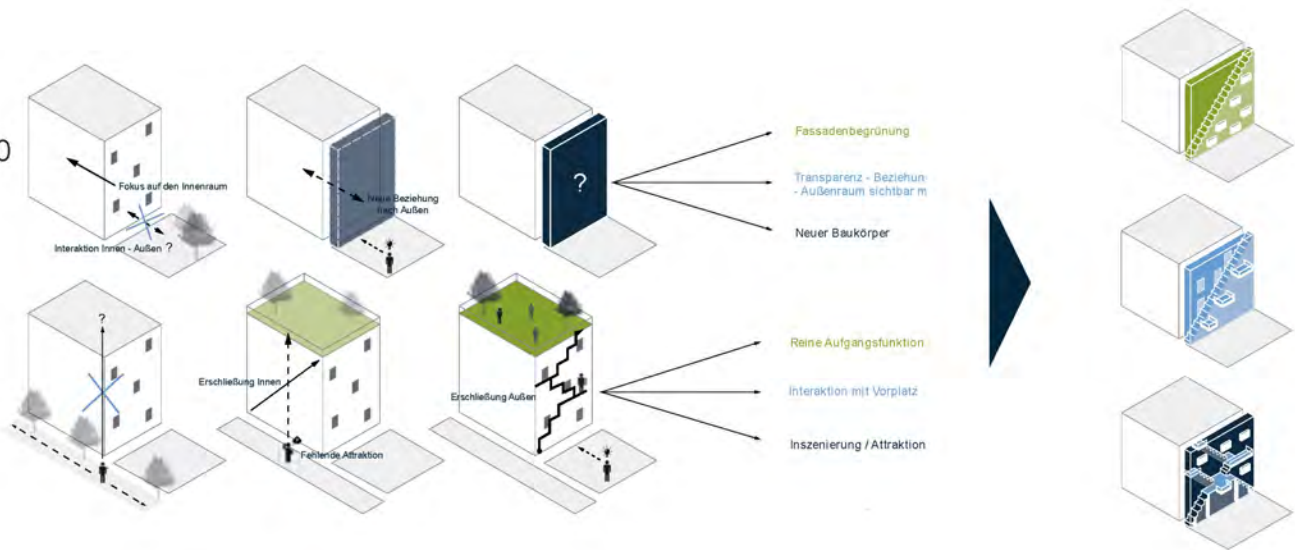 Fokus auf den Innenraum
Interaktion Innen - Außen ?
Neue Beziehung
nach Außen
?
Fassadenbegrünung
Transparenz - Beziehun
- Außenraum sichtbar m
Neuer Baukörper
?
Erschließung Innen
Fehlende Attraktion
Erschließung Außen
Reine Aufgangsfunktion
Interaktion mit Vorplatz
Inszenierung / Attraktion